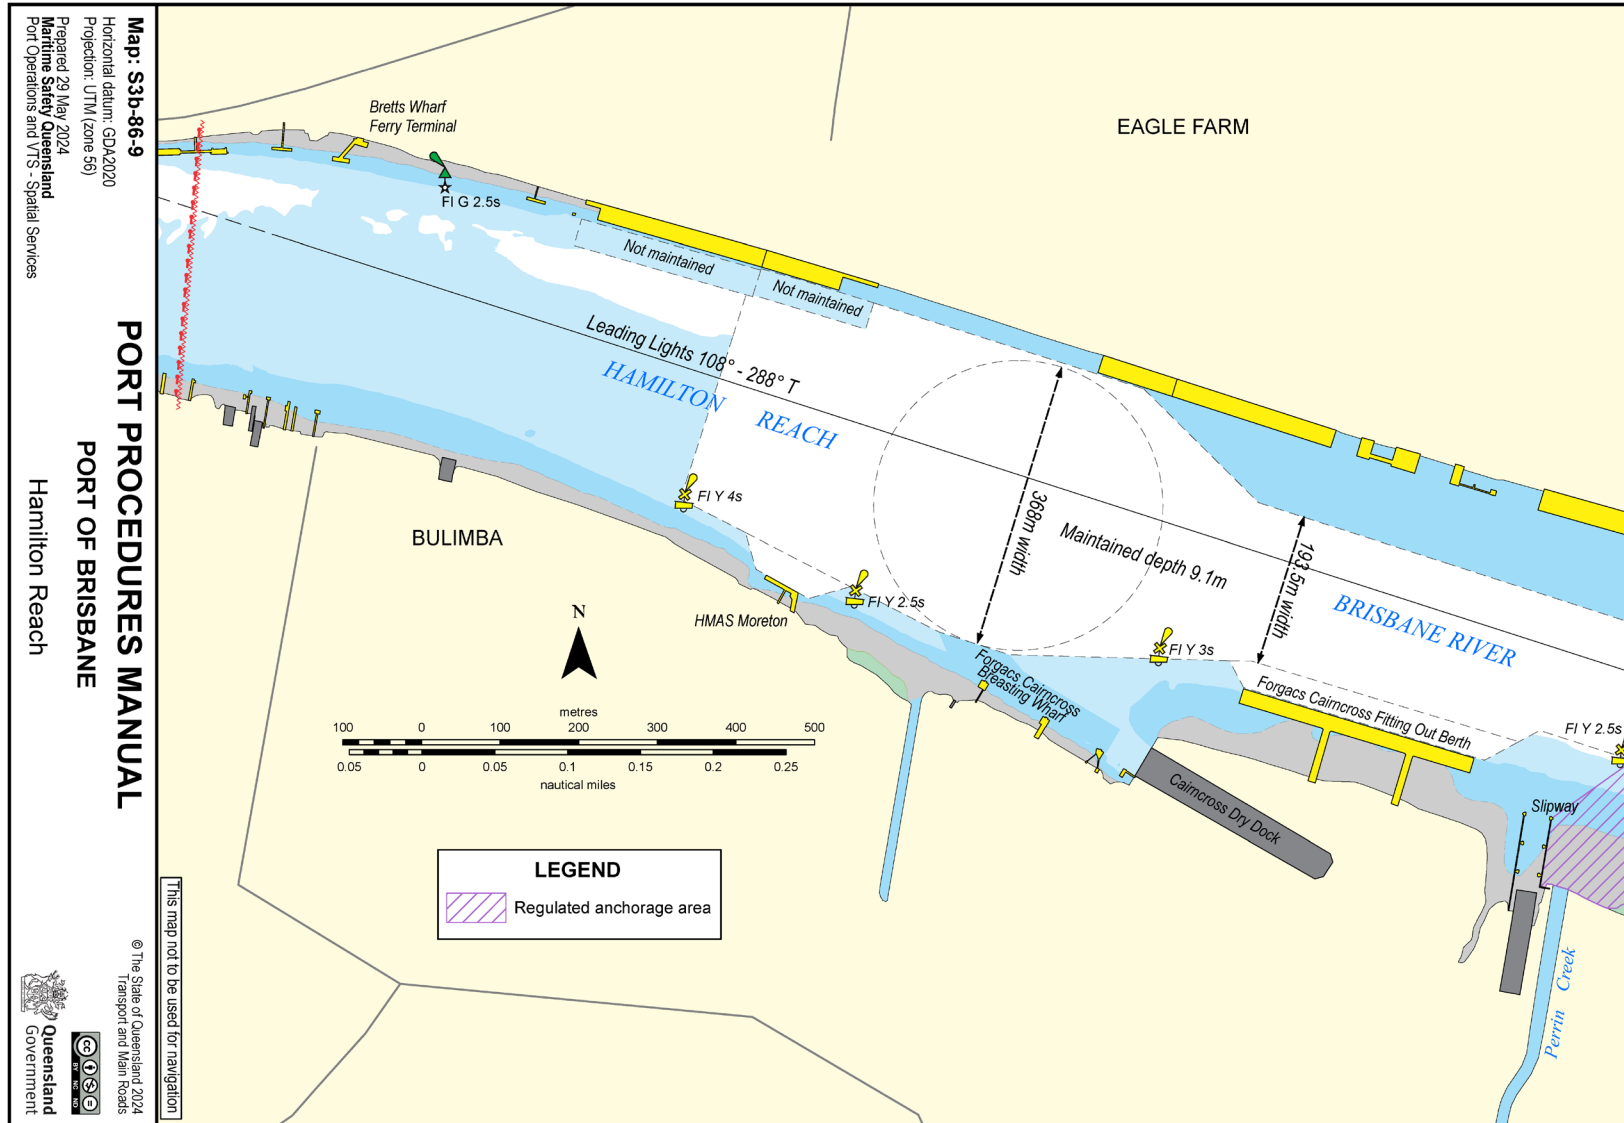 Map: S3b-86-9
Horizontal datum: GDA2020
Projection: UTM (zone 56)
Prepared 29 May 2024
Maritime Safety Queensland
Port Operations and VTS - Spatial Services
PORT PROCEDURES MANUAL
PORT OF BRISBANE
Hamilton Reach
© The State of Queensland 2024
Transport and Main Roads
cc
BY NC ND
Queensland
Government
This map not to be used for navigation
Bretts Wharf
Ferry Terminal
Fl G 2.5s
EAGLE FARM
Not maintained
Not maintained
Leading Lights 108° - 288° T
HAMILTON REACH
Fl Y 4s
368m width
Maintained depth 9.1m
193.5m width
BRISBANE RIVER
BULIMBA
HMAS Moreton
Fl Y 2.5s
Fl Y 3s
Forgacs Cairncross
Breasting Wharf
Forgacs Cairncross Fitting Out Berth
Fl Y 2.5s
Cairncross Dry Dock
Slipway
Perrin Creek
N
metres
100 0 100 200 300 400 500
0.05 0 0.05 0.1 0.15 0.2 0.25
nautical miles
LEGEND
Regulated anchorage area